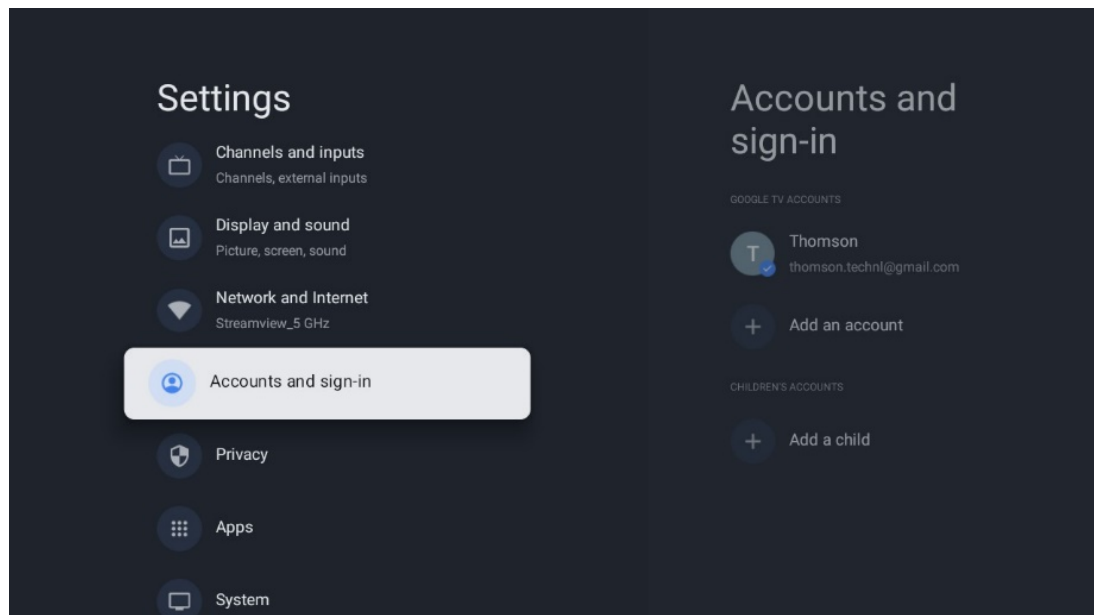 Settings
Channels and inputs
Channels, external inputs
Display and sound
Picture, screen, sound
Network and Internet
Streamview_5 GHz
Accounts and sign-in
Privacy
Apps
System
Accounts and
sign-in
GOOGLE TV ACCOUNTS
T
Thomson
thomson.technl@gmail.com
Add an account
CHILDREN'S ACCOUNTS
Add a child